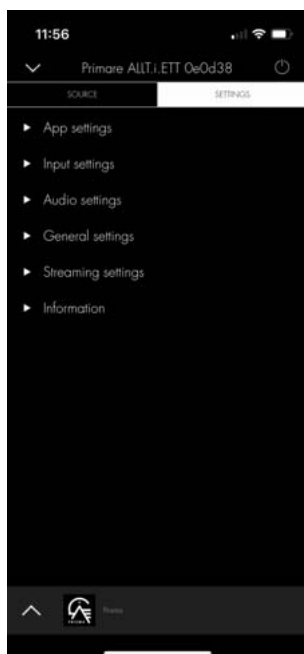 11:56
Primare ALLT.i.ETT 0e0d38
SOURCE
SETTINGS
App settings
Input settings
Audio settings
General settings
Streaming settings
Information